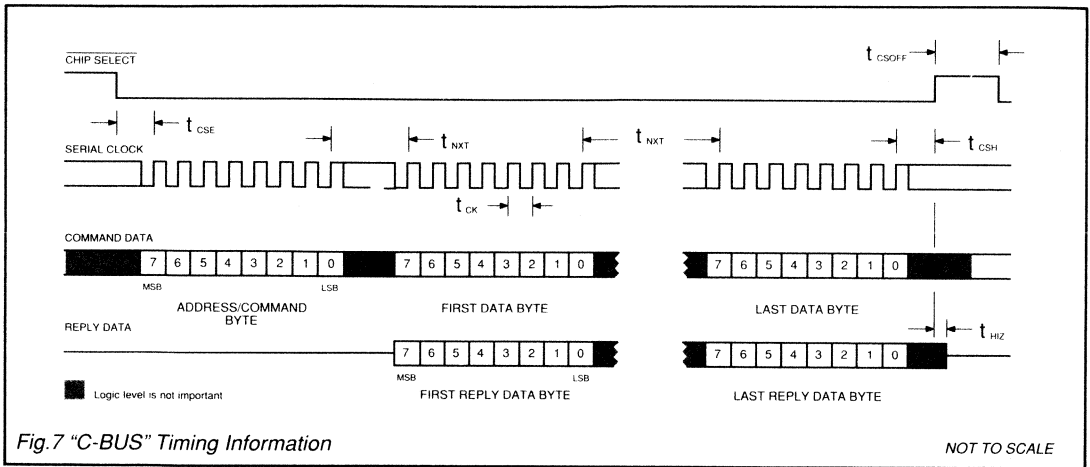 CHIP SELECT
t CSOFF
t CSE
t NXT
t NXT
t CSH
SERIAL CLOCK
t CK
COMMAND DATA
7 6 5 4 3 2 1 0
7 6 5 4 3 2 1 0
7 6 5 4 3 2 1 0
MSB
LSB
ADDRESS/COMMAND
BYTE
FIRST DATA BYTE
LAST DATA BYTE
REPLY DATA
t HIZ
7 6 5 4 3 2 1 0
7 6 5 4 3 2 1 0
MSB
LSB
Logic level is not important
FIRST REPLY DATA BYTE
LAST REPLY DATA BYTE
Fig.7 "C-BUS" Timing Information
NOT TO SCALE